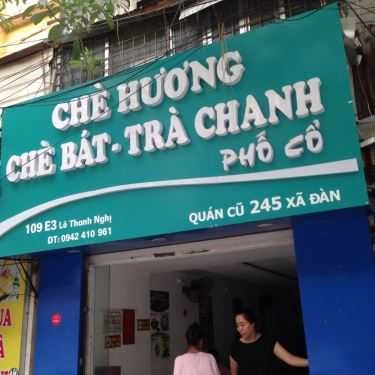 CHÈ HƯƠNG
CHÈ BÁT - TRÀ CHANH
PHỐ CỔ
109 E3 Lê Thanh Nghị
DT: 0942 410 961
QUÁN CŨ 245 XÃ ĐÀN